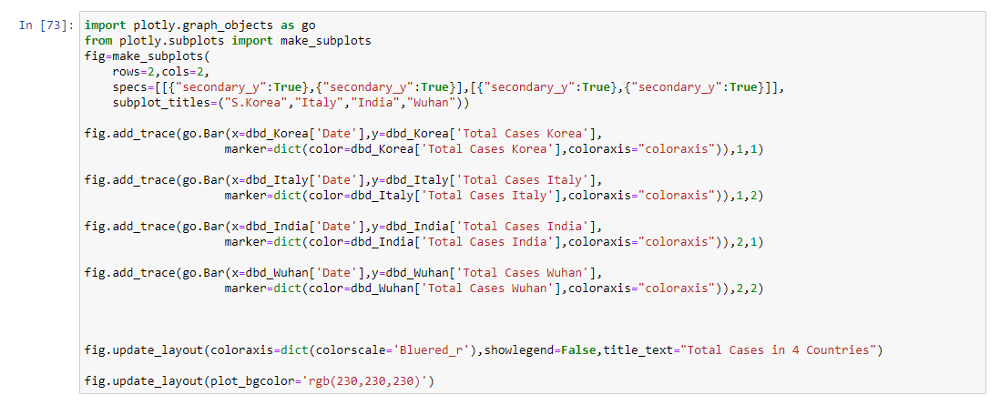 In [73]: import plotly.graph_objects as go
from plotly.subplots import make_subplots
fig=make_subplots(
    rows=2,cols=2,
    specs=[[{"secondary_y":True},{"secondary_y":True}],[{"secondary_y":True},{"secondary_y":True}]],
    subplot_titles=("S.Korea","Italy","India","Wuhan"))
fig.add_trace(go.Bar(x=dbd_Korea['Date'],y=dbd_Korea['Total Cases Korea'],
                    marker=dict(color=dbd_Korea['Total Cases Korea'],coloraxis="coloraxis")),1,1)
fig.add_trace(go.Bar(x=dbd_Italy['Date'],y=dbd_Italy['Total Cases Italy'],
                    marker=dict(color=dbd_Italy['Total Cases Italy'],coloraxis="coloraxis")),1,2)
fig.add_trace(go.Bar(x=dbd_India['Date'],y=dbd_India['Total Cases India'],
                    marker=dict(color=dbd_India['Total Cases India'],coloraxis="coloraxis")),2,1)
fig.add_trace(go.Bar(x=dbd_Wuhan['Date'],y=dbd_Wuhan['Total Cases Wuhan'],
                    marker=dict(color=dbd_Wuhan['Total Cases Wuhan'],coloraxis="coloraxis")),2,2)
fig.update_layout(coloraxis=dict(colorscale='Bluered_r'),showlegend=False,title_text="Total Cases in 4 Countries")
fig.update_layout(plot_bgcolor='rgb(230,230,230)')